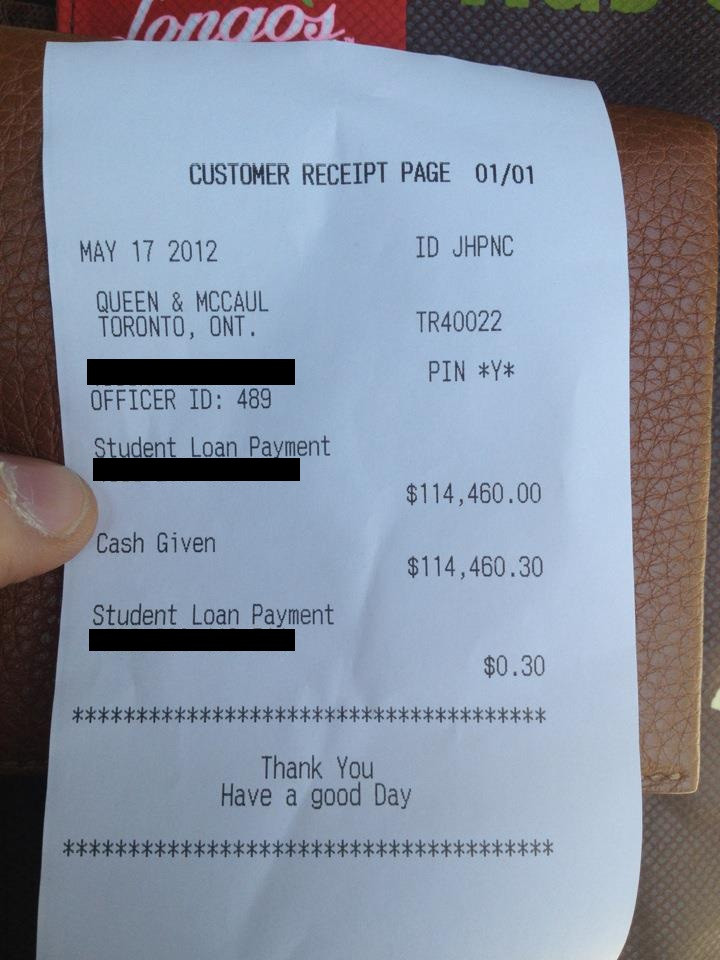 Longos
CUSTOMER RECEIPT PAGE 01/01
MAY 17 2012 ID JHPNC
QUEEN & MCCAUL
TORONTO, ONT. TR40022
PIN *Y*
OFFICER ID: 489
Student Loan Payment
$114,460.00
Cash Given
$114,460.30
Student Loan Payment
$0.30
*************************************
Thank You
Have a good Day
**************************************